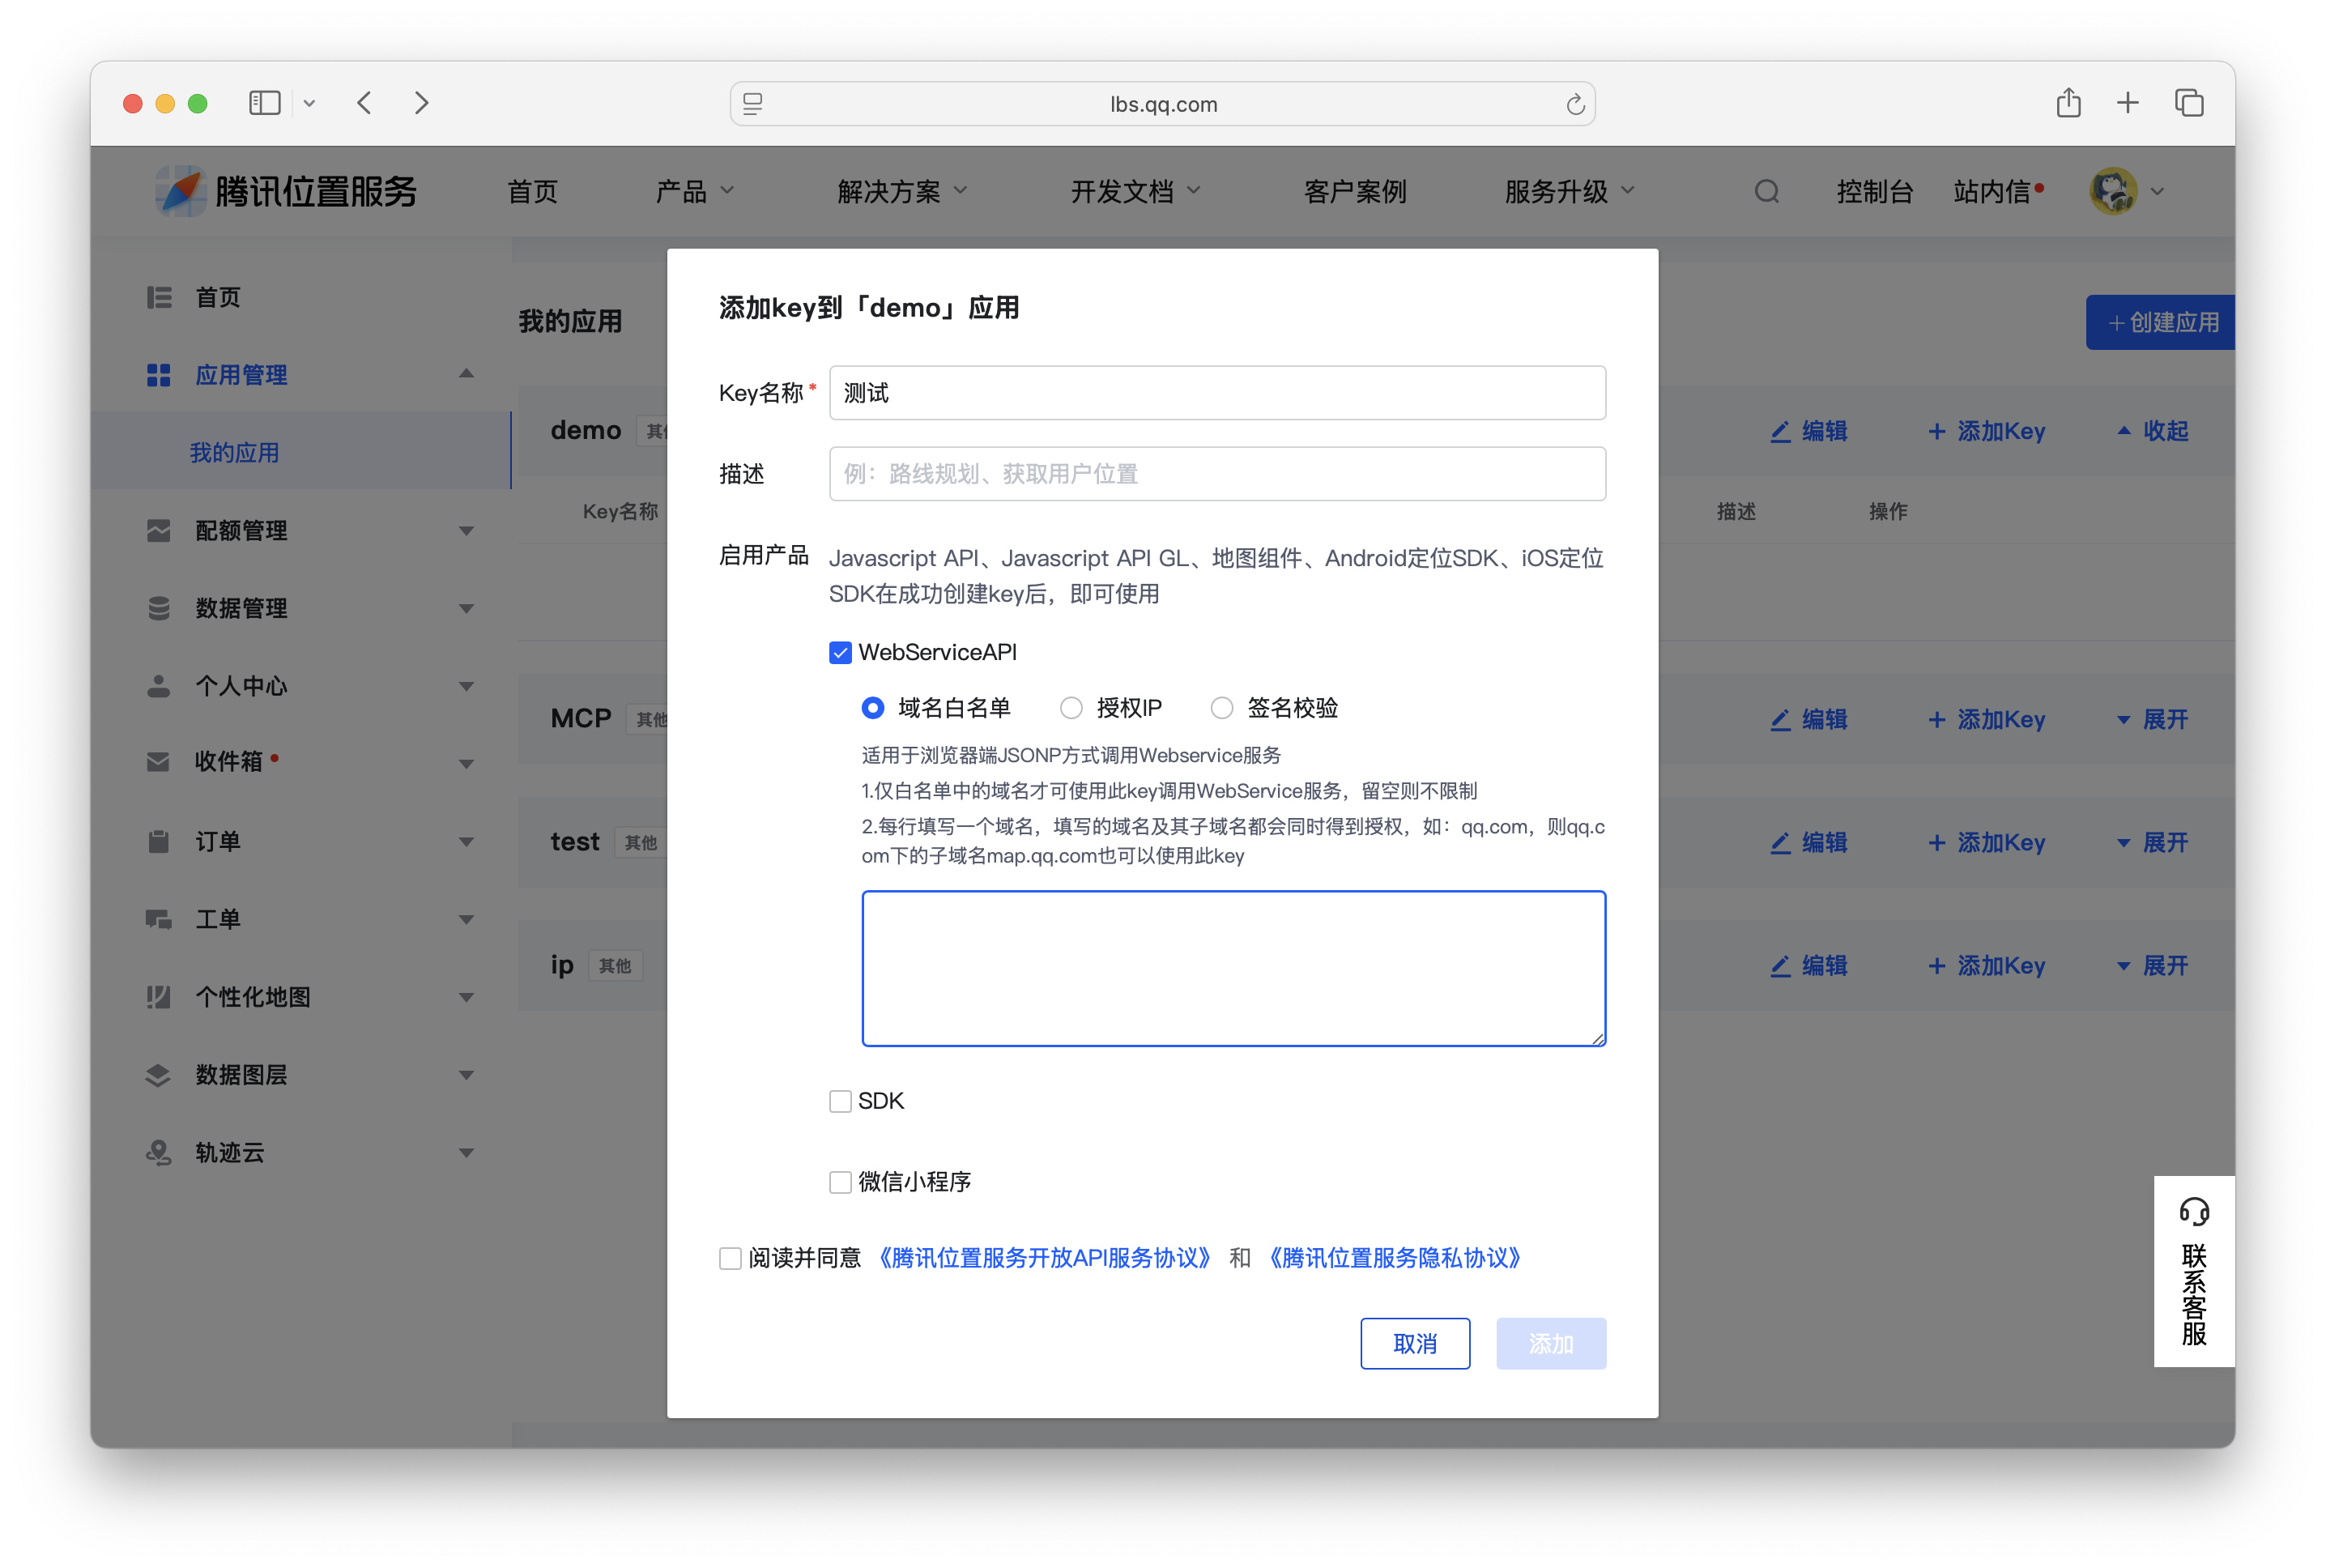 lbs.qq.com
腾讯位置服务
首页
产品
解决方案
开发文档
客户案例
服务升级
控制台
站内信
首页
应用管理
我的应用
配额管理
数据管理
个人中心
收件箱
订单
工单
个性化地图
数据图层
轨迹云
我的应用
+创建应用
demo
编辑
+ 添加Key
收起
Key名称
描述
操作
MCP 其他
编辑
+ 添加Key
展开
test 其他
编辑
+ 添加Key
展开
ip 其他
编辑
+ 添加Key
展开
添加key到「demo」应用
Key名称* 测试
描述 例：路线规划、获取用户位置
启用产品 Javascript API、Javascript API GL、地图组件、Android定位SDK、iOS定位
SDK在成功创建key后，即可使用
WebServiceAPI
域名白名单 授权IP 签名校验
适用于浏览器端JSONP方式调用Webservice服务
1.仅白名单中的域名才可使用此key调用WebService服务，留空则不限制
2.每行填写一个域名，填写的域名及其子域名都会同时得到授权，如：qq.com，则qq.c
om下的子域名map.qq.com也可以使用此key
SDK
微信小程序
阅读并同意 《腾讯位置服务开放API服务协议》 和 《腾讯位置服务隐私协议》
取消 添加
联系客服